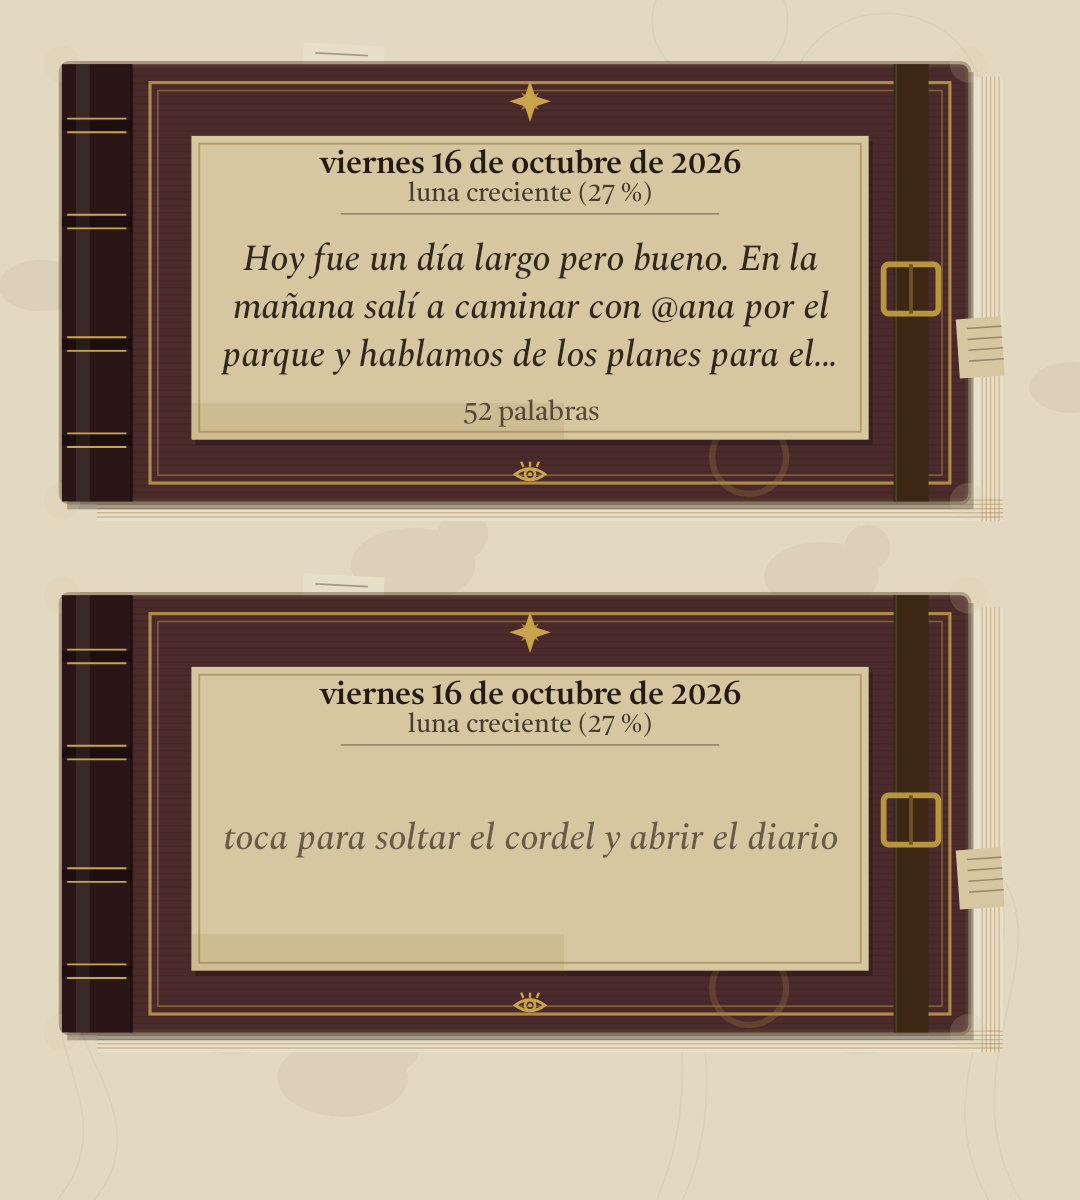 viernes 16 de octubre de 2026
luna creciente (27 %)
Hoy fue un día largo pero bueno. En la
mañana salí a caminar con @ana por el
parque y hablamos de los planes para el...
52 palabras
viernes 16 de octubre de 2026
luna creciente (27 %)
toca para soltar el cordel y abrir el diario